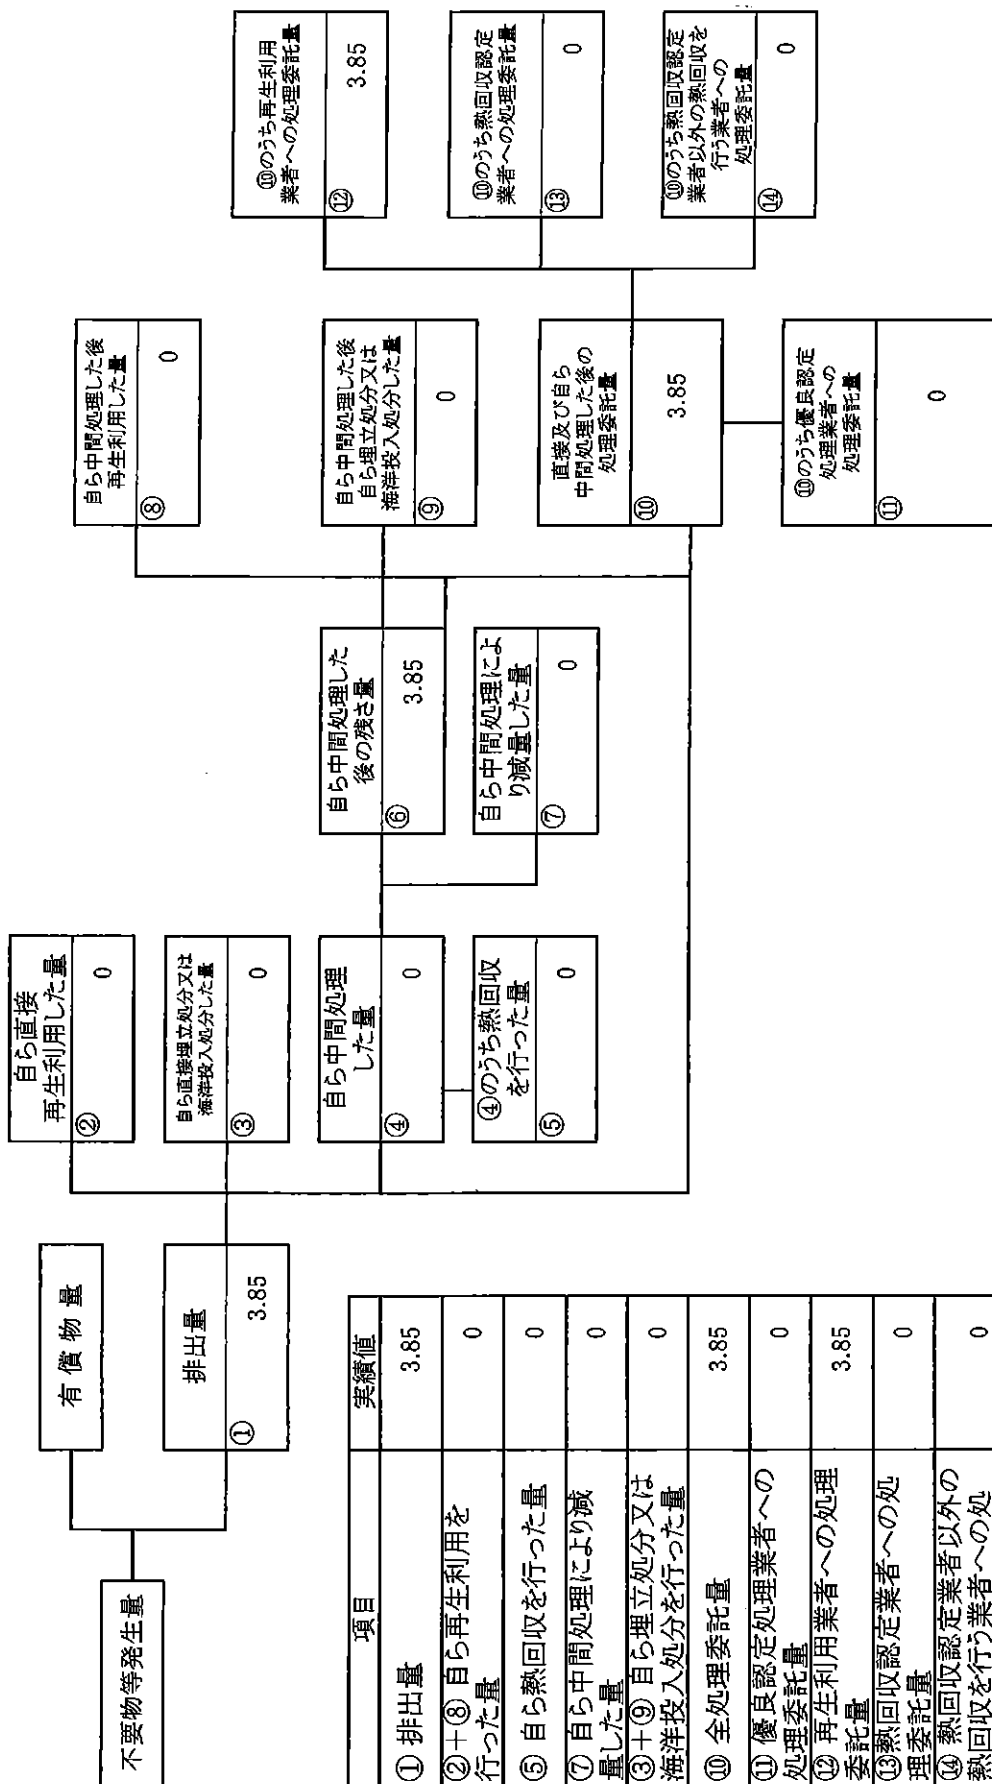 不要物等発生量
有償物量
排出量
①
3.85
自ら直接
再生利用した量
②
0
自ら直接埋立処分又は
海洋投入処分した量
③
0
自ら中間処理
した量
④
0
④のうち熱回収
を行った量
⑤
0
自ら中間処理した
後の残さ量
⑥
3.85
自ら中間処理によ
り減量した量
⑦
0
自ら中間処理した後
再生利用した量
⑧
0
自ら中間処理した後
自ら埋立処分又は
海洋投入処分した量
⑨
0
直接及び自ら
中間処理した後の
処理委託量
⑩
3.85
⑩のうち優良認定
処理業者への
処理委託量
⑪
0
⑩のうち再生利用
業者への処理委託量
⑫
3.85
⑩のうち熱回収認定
業者への処理委託量
⑬
0
⑩のうち熱回収認定
業者以外の熱回収を
行う業者への
処理委託量
⑭
0
項目 実績値
① 排出量 3.85
②+⑧ 自ら再生利用を
行った量 0
⑤ 自ら熱回収を行った量 0
⑦ 自ら中間処理により減
量した量 0
③+⑨ 自ら埋立処分又は
海洋投入処分を行った量 0
⑩ 全処理委託量 3.85
⑪ 優良認定処理業者への
処理委託量 0
⑫ 再生利用業者への処理
委託量 3.85
⑬熱回収認定業者への処
理委託量 0
⑭ 熱回収認定業者以外の
熱回収を行う業者への処 0